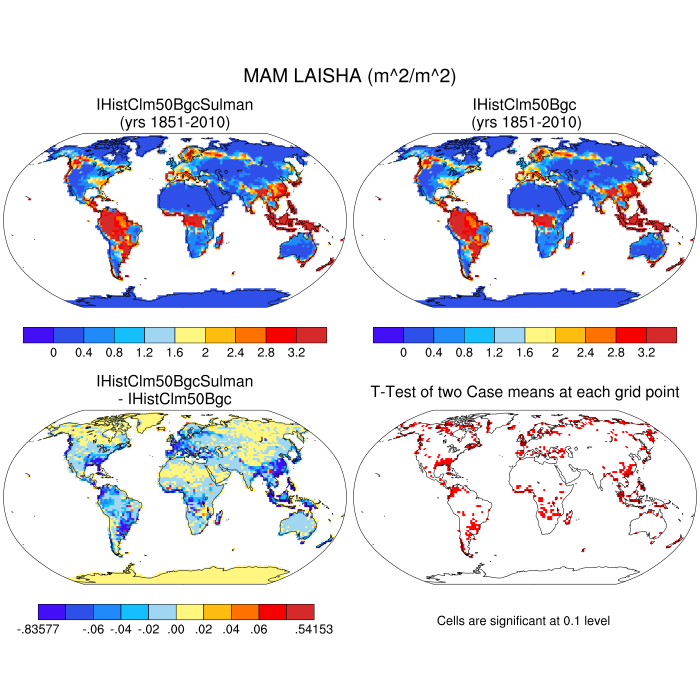 MAM LAISHA (m^2/m^2)
IHistClm50BgcSulman
(yrs 1851-2010)
IHistClm50Bgc
(yrs 1851-2010)
0 0.4 0.8 1.2 1.6 2 2.4 2.8 3.2
0 0.4 0.8 1.2 1.6 2 2.4 2.8 3.2
IHistClm50BgcSulman
- IHistClm50Bgc
T-Test of two Case means at each grid point
-.83577 -.06 -.04 -.02 .00 .02 .04 .06 .54153
Cells are significant at 0.1 level